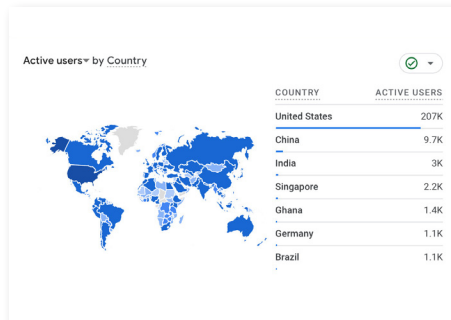 Active users by Country
COUNTRY ACTIVE USERS
United States 207K
China 9.7K
India 3K
Singapore 2.2K
Ghana 1.4K
Germany 1.1K
Brazil 1.1K